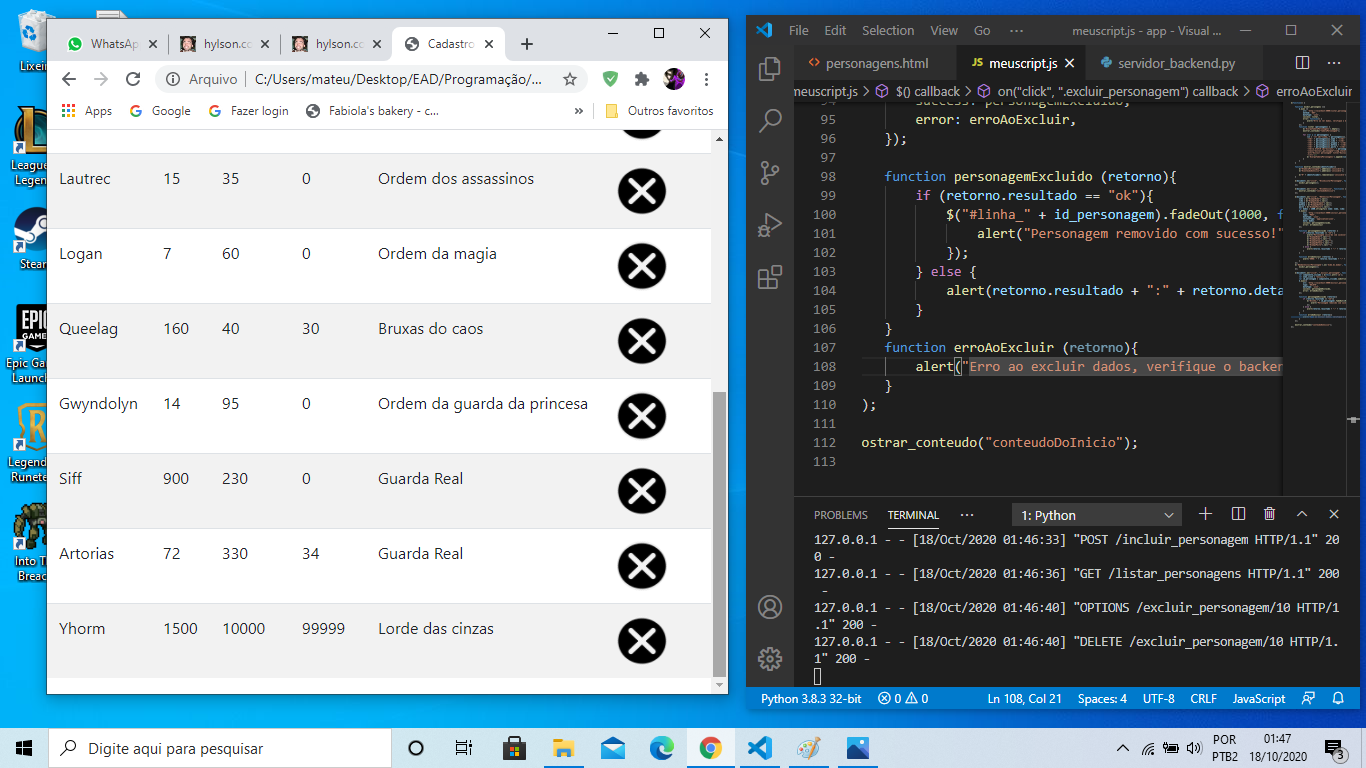 Lixeir
League
Legen
Steam
Epic Gam
Launch
Legend
Runete
Into Th
Breac
WhatsAp
hylson.cc
hylson.cc
Cadastro
Arquivo
C:/Users/mateu/Desktop/EAD/Programação/...
Apps
Google
Fazer login
Fabiola's bakery - c...
»
Outros favoritos
Lautrec 15 35 0 Ordem dos assassinos
Logan 7 60 0 Ordem da magia
Queelag 160 40 30 Bruxas do caos
Gwyndolyn 14 95 0 Ordem da guarda da princesa
Siff 900 230 0 Guarda Real
Artorias 72 330 34 Guarda Real
Yhorm 1500 10000 99999 Lorde das cinzas
File Edit Selection View Go ··· meuscript.js - app - Visual ...
personagens.html
JS meuscript.js
servidor_backend.py
neuscript.js > $() callback > on("click", ".excluir_personagem") callback > erroAoExcluir
94 success: personagemExcluido,
95 error: erroAoExcluir,
96 });
97
98 function personagemExcluido (retorno){
99 if (retorno.resultado == "ok"){
100 $("#linha_" + id_personagem).fadeOut(1000, f
101 alert("Personagem removido com sucesso!"
102 });
103 } else {
104 alert(retorno.resultado + ":" + retorno.deta
105 }
106 }
107 function erroAoExcluir (retorno){
108 alert("Erro ao excluir dados, verifique o backen
109 }
110 );
111
112 ostrar_conteudo("conteudoDoInicio");
113
PROBLEMS TERMINAL ··· 1: Python
127.0.0.1 - - [18/Oct/2020 01:46:33] "POST /incluir_personagem HTTP/1.1" 20
0 -
127.0.0.1 - - [18/Oct/2020 01:46:36] "GET /listar_personagens HTTP/1.1" 200
-
127.0.0.1 - - [18/Oct/2020 01:46:40] "OPTIONS /excluir_personagem/10 HTTP/1
.1" 200 -
127.0.0.1 - - [18/Oct/2020 01:46:40] "DELETE /excluir_personagem/10 HTTP/1.
1" 200 -
Python 3.8.3 32-bit 0 0 Ln 108, Col 21 Spaces: 4 UTF-8 CRLF JavaScript
Digite aqui para pesquisar
POR
PTB2
01:47
18/10/2020
3